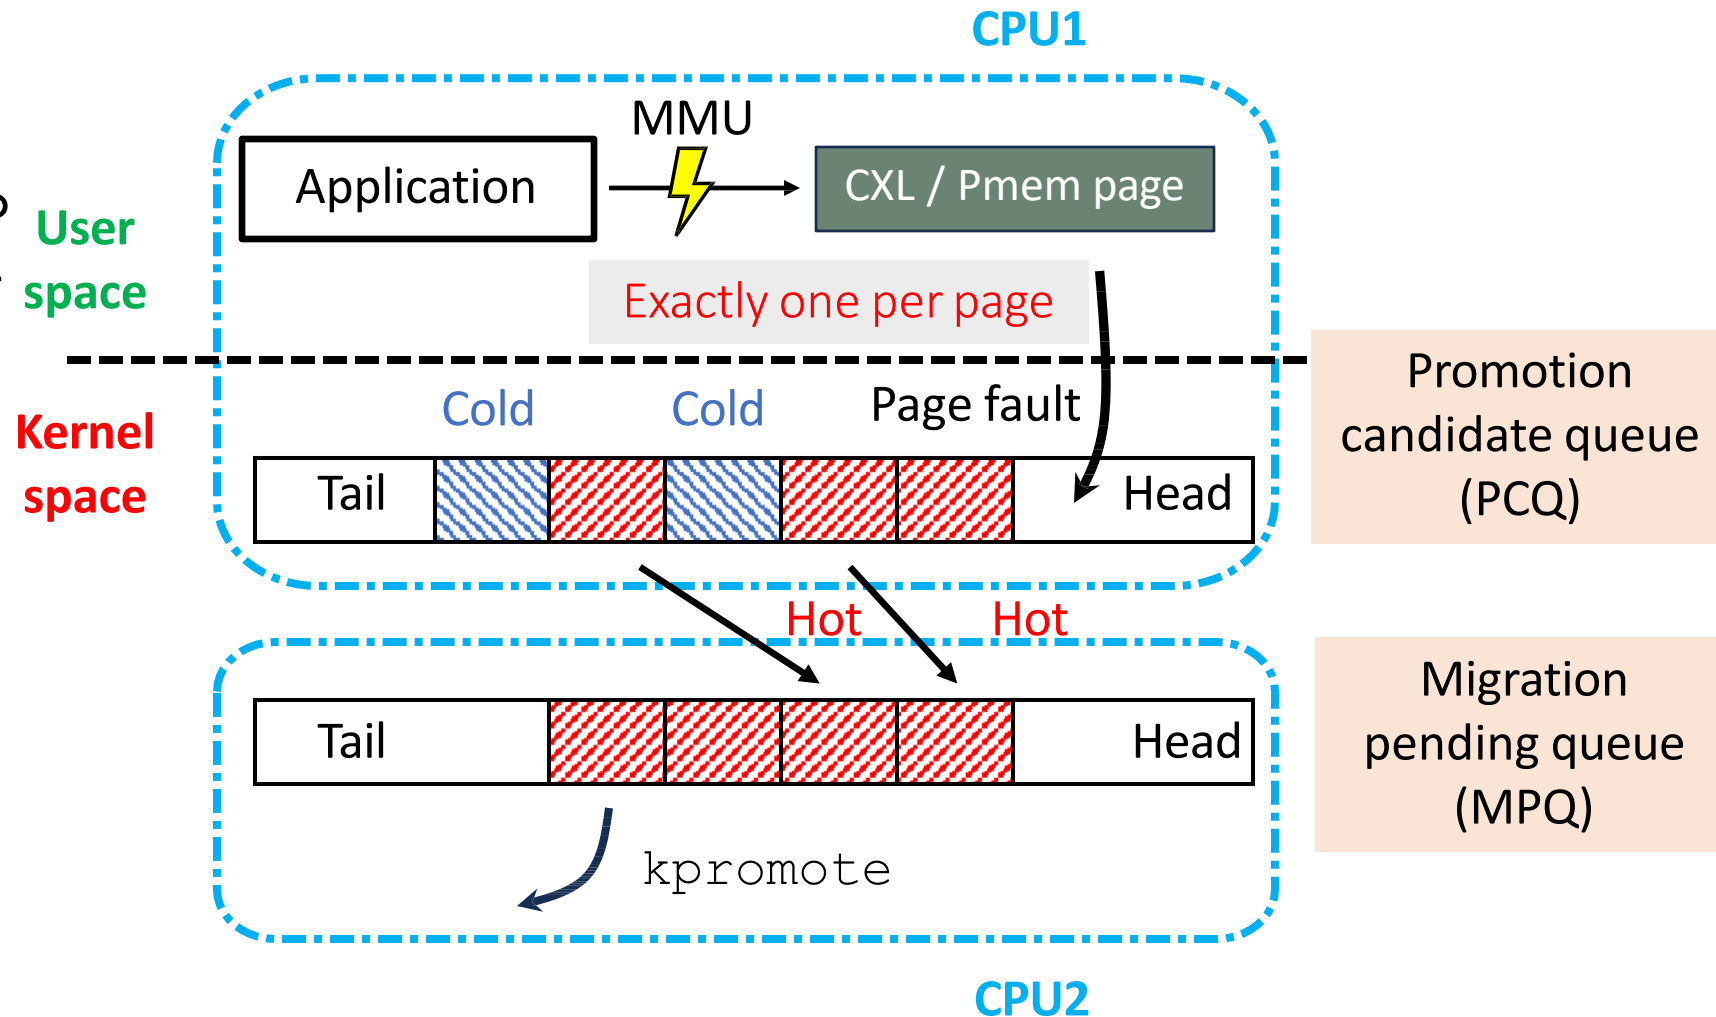 CPU1
MMU
Application
CXL / Pmem page
User
space
Exactly one per page
Kernel
space
Cold
Cold
Page fault
Promotion
candidate queue
(PCQ)
Tail
Head
Hot
Hot
Migration
pending queue
(MPQ)
Tail
Head
kpromote
CPU2